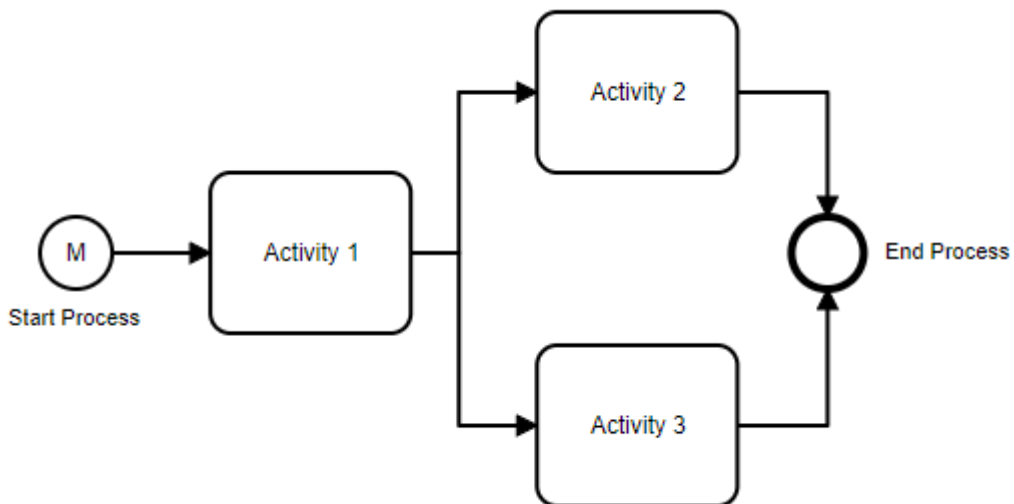 M
Start Process
Activity 1
Activity 2
Activity 3
End Process